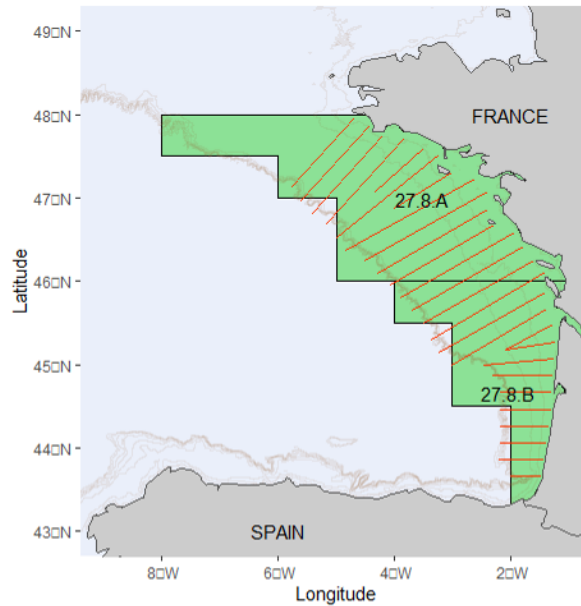 49□N
48□N
47□N
46□N
45□N
44□N
43□N
Latitude
FRANCE
27.8.A
27.8.B
SPAIN
8□W
6□W
4□W
2□W
Longitude